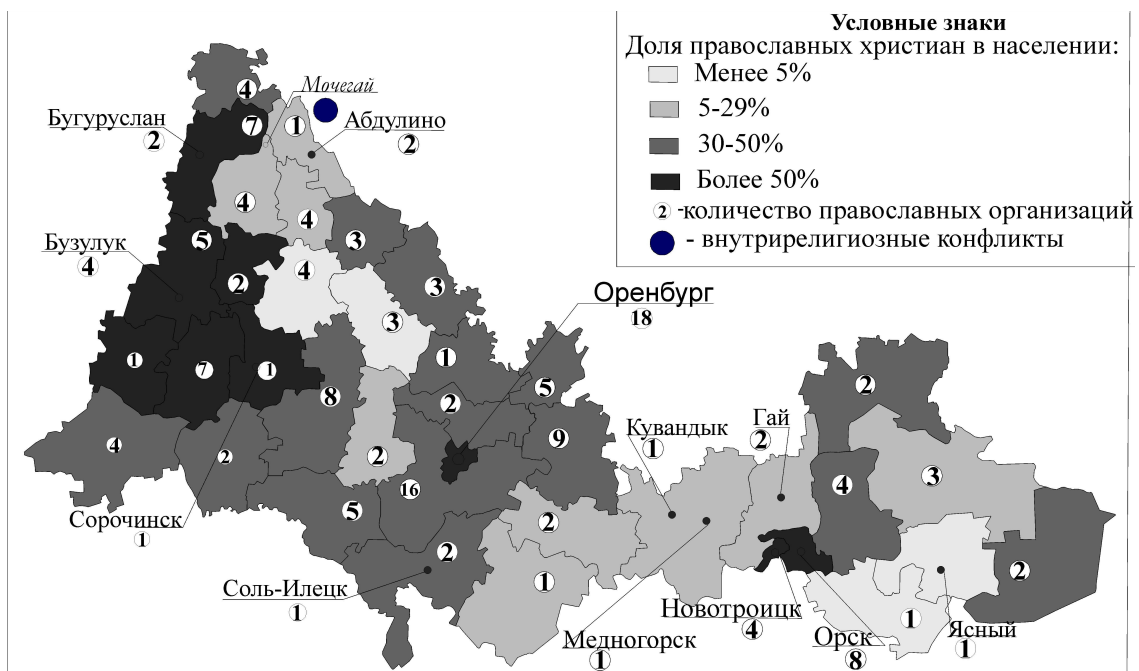 Условные знаки
Доля православных христиан в населении:
Менее 5%
5-29%
30-50%
Более 50%
2 -количество православных организаций
- внутрирелигиозные конфликты
4
Мочегай
Бугуруслан
2
7
1
Абдулино
2
4
4
Бузулук
4
5
2
4
3
3
Оренбург
18
3
1
1
7
1
8
1
5
2
9
4
2
2
16
5
Сорочинск
1
2
Соль-Илецк
1
2
1
Кувандык
1
Гай
2
2
4
3
2
Медногорск
1
Новотроицк
4
Орск
8
1
Ясный
1